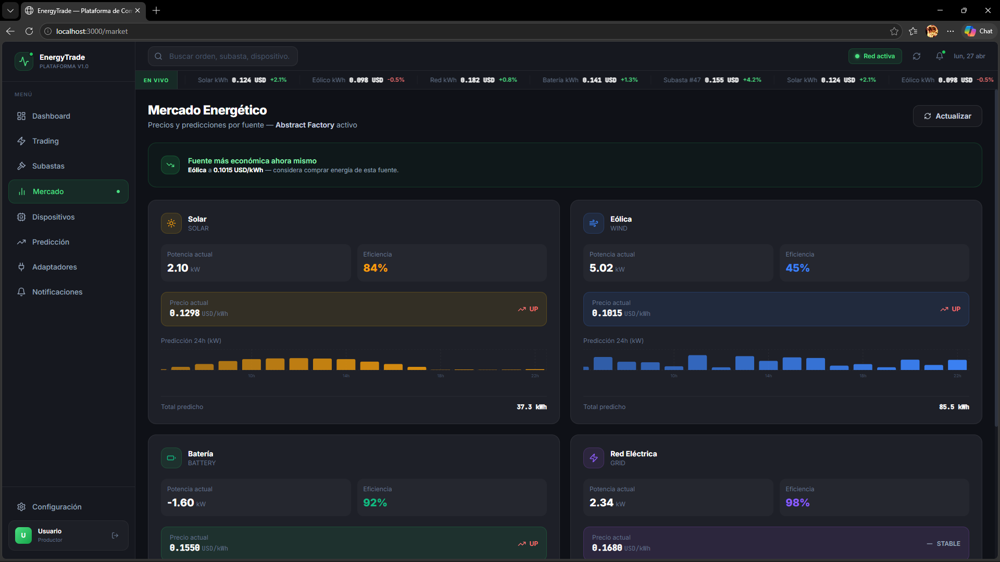 EnergyTrade — Plataforma de Con
localhost:3000/market
Chat
EnergyTrade
PLATAFORMA V1.0
Buscar orden, subasta, dispositivo.
Red activa
lun, 27 abr
EN VIVO
Solar kWh 0.124 USD +2.1%
Eólico kWh 0.098 USD -0.5%
Red kWh 0.182 USD +0.8%
Batería kWh 0.141 USD +1.3%
Subasta #47 0.155 USD +4.2%
Solar kWh 0.124 USD +2.1%
Eólico kWh 0.098 USD -0.5%
MENÚ
Dashboard
Trading
Subastas
Mercado
Dispositivos
Predicción
Adaptadores
Notificaciones
Configuración
U
Usuario
Productor
Mercado Energético
Precios y predicciones por fuente — Abstract Factory activo
Actualizar
Fuente más económica ahora mismo
Eólica a 0.1015 USD/kWh — considera comprar energía de esta fuente.
Solar
SOLAR
Potencia actual
2.10 kW
Eficiencia
84%
Precio actual
0.1298 USD/kWh
UP
Predicción 24h (kW)
10h 14h 18h 22h
Total predicho
37.3 kWh
Eólica
WIND
Potencia actual
5.02 kW
Eficiencia
45%
Precio actual
0.1015 USD/kWh
UP
Predicción 24h (kW)
10h 14h 18h 22h
Total predicho
85.5 kWh
Batería
BATTERY
Potencia actual
-1.60 kW
Eficiencia
92%
Precio actual
0.1550 USD/kWh
UP
Red Eléctrica
GRID
Potencia actual
2.34 kW
Eficiencia
98%
Precio actual
0.1680 USD/kWh
STABLE